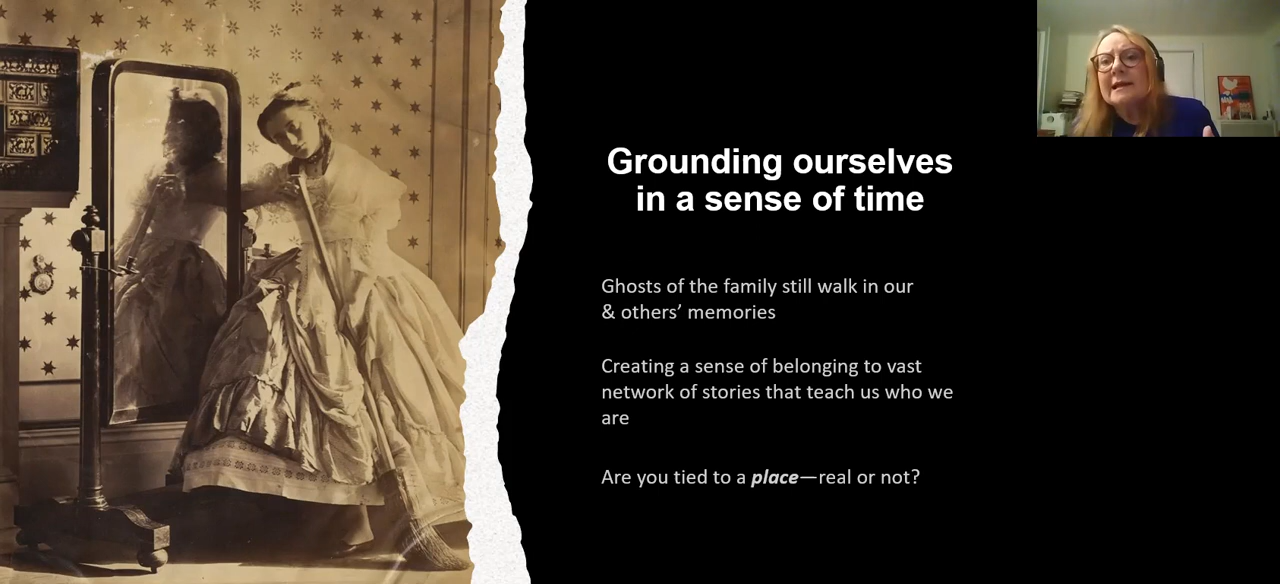 Grounding ourselves
in a sense of time
Ghosts of the family still walk in our
& others’ memories
Creating a sense of belonging to vast
network of stories that teach us who we
are
Are you tied to a place—real or not?